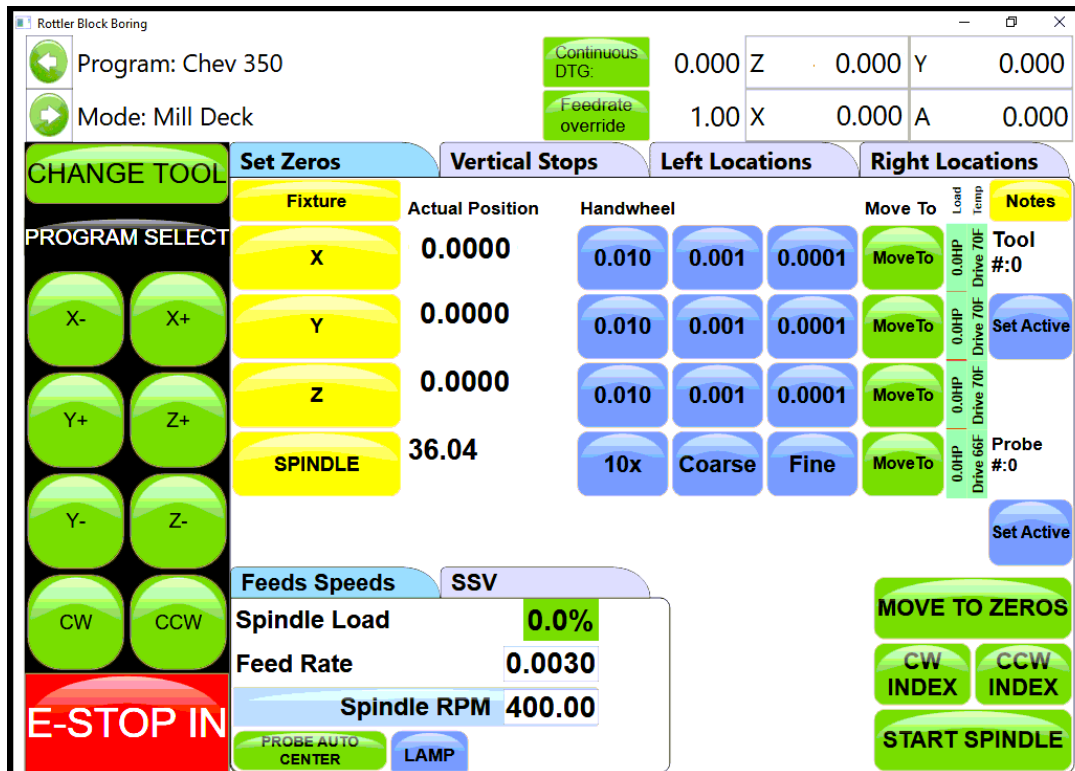 Rottler Block Boring
Program: Chev 350
Continuous DTG:
0.000 Z 0.000 Y 0.000
Mode: Mill Deck
Feedrate override
1.00 X 0.000 A 0.000
CHANGE TOOL
Set Zeros Vertical Stops Left Locations Right Locations
Fixture Actual Position Handwheel Move To Load Temp Notes
PROGRAM SELECT
X 0.0000 0.010 0.001 0.0001 MoveTo 0.0HP Drive 70F
Tool
#:0
X- X+
Y 0.0000 0.010 0.001 0.0001 MoveTo 0.0HP Drive 70F Set Active
Y+ Z+
Z 0.0000 0.010 0.001 0.0001 MoveTo 0.0HP Drive 70F
SPINDLE 36.04 10x Coarse Fine MoveTo 0.0HP Drive 66F
Probe
#:0
Y- Z-
Set Active
Feeds Speeds SSV
CW CCW
Spindle Load 0.0%
Feed Rate 0.0030
Spindle RPM 400.00
MOVE TO ZEROS
CW INDEX
CCW INDEX
E-STOP IN
PROBE AUTO CENTER
LAMP
START SPINDLE